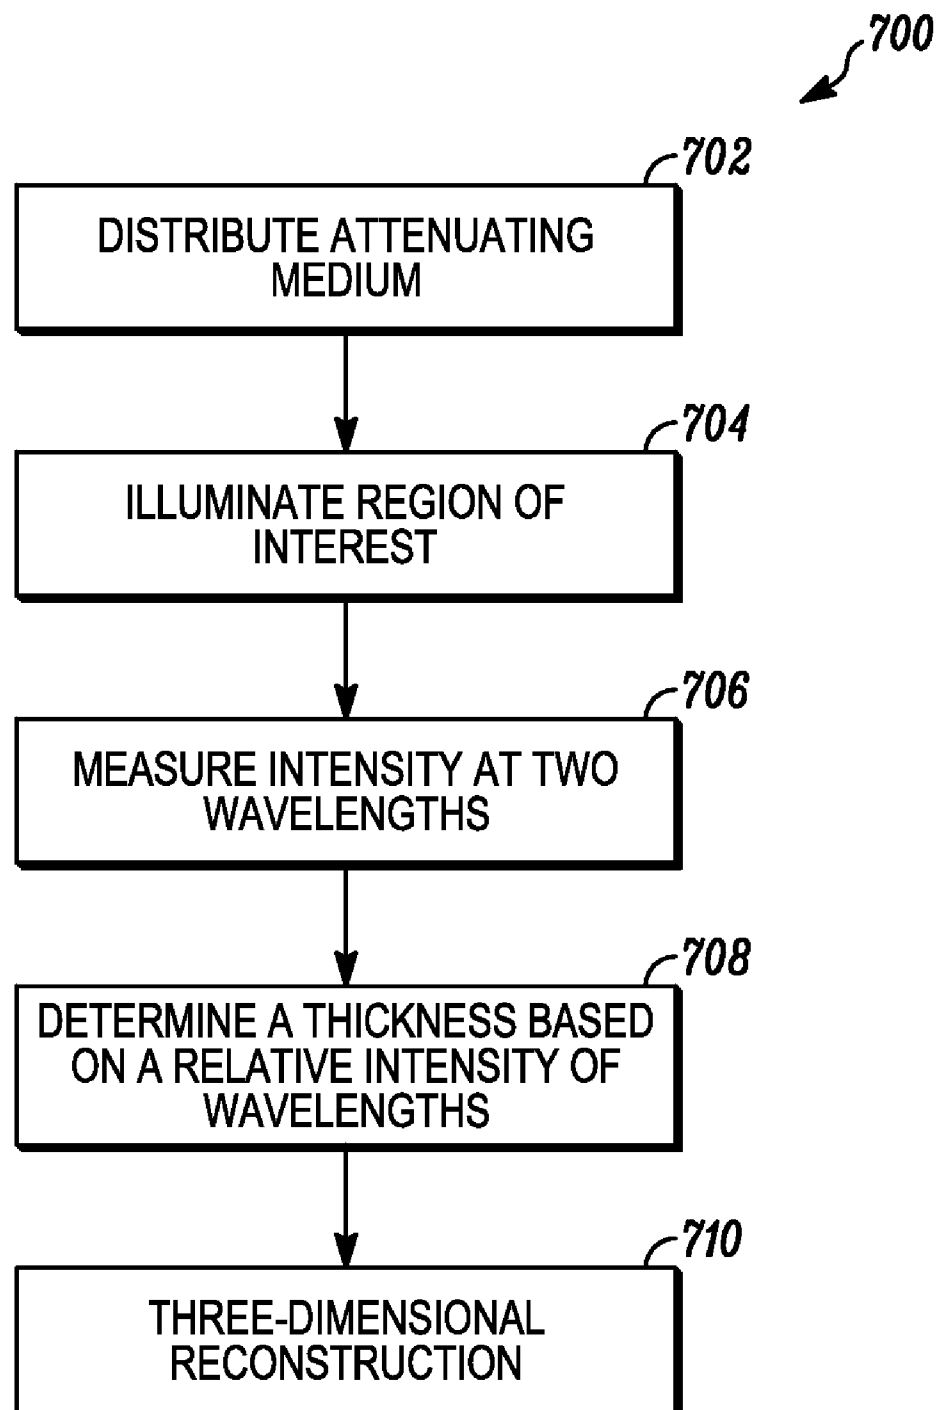 700
702
DISTRIBUTE ATTENUATING
MEDIUM
704
ILLUMINATE REGION OF
INTEREST
706
MEASURE INTENSITY AT TWO
WAVELENGTHS
708
DETERMINE A THICKNESS BASED
ON A RELATIVE INTENSITY OF
WAVELENGTHS
710
THREE-DIMENSIONAL
RECONSTRUCTION